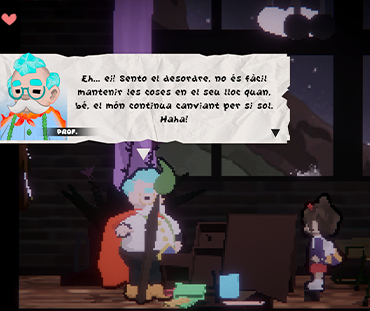 Eh... ei! Sento el desordre, no és fàcil
mantenir les coses en el seu lloc quan,
bé, el món continua canviant per si sol.
Haha!
PROF.